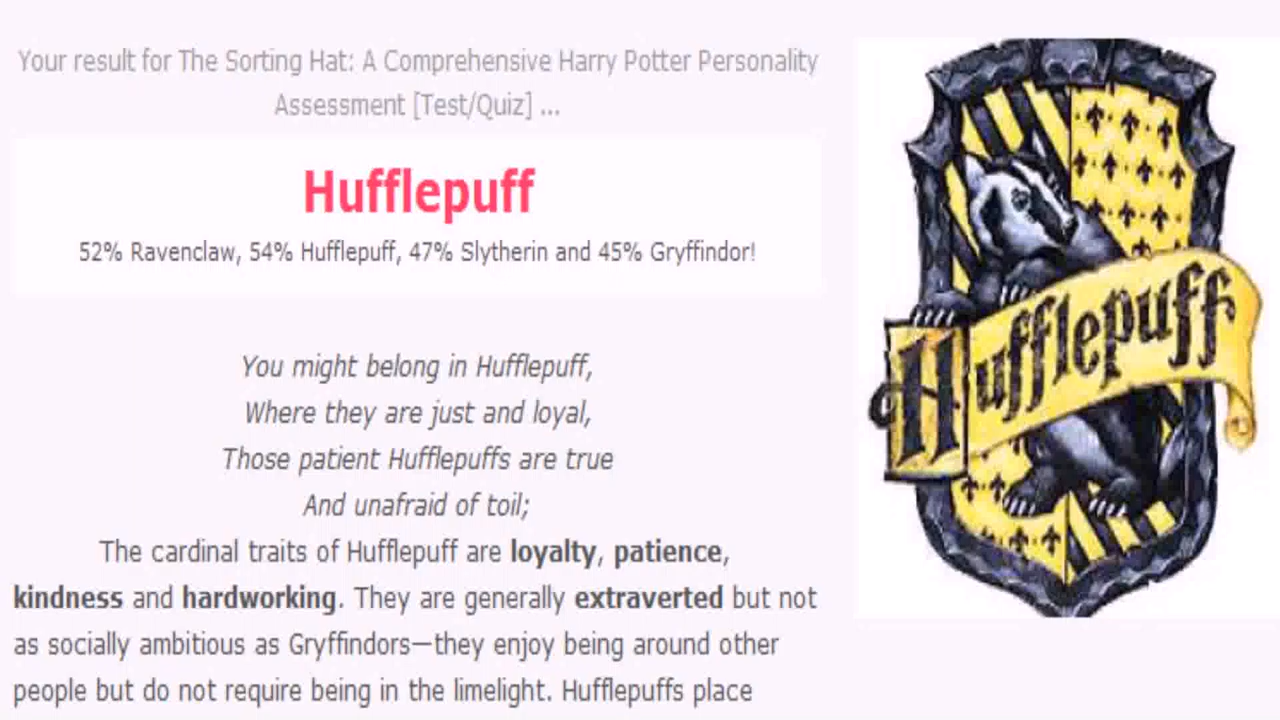 Your result for The Sorting Hat: A Comprehensive Harry Potter Personality
Assessment [Test/Quiz] ...
Hufflepuff
52% Ravenclaw, 54% Hufflepuff, 47% Slytherin and 45% Gryffindor!
You might belong in Hufflepuff,
Where they are just and loyal,
Those patient Hufflepuffs are true
And unafraid of toil;
The cardinal traits of Hufflepuff are loyalty, patience,
kindness and hardworking. They are generally extraverted but not
as socially ambitious as Gryffindors—they enjoy being around other
people but do not require being in the limelight. Hufflepuffs place
Hufflepuff